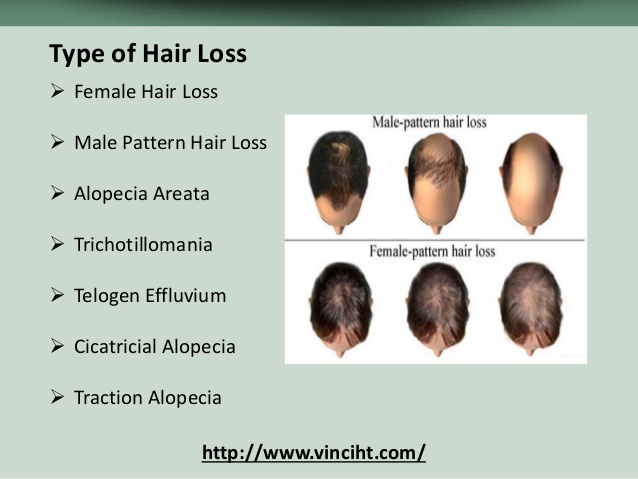 Type of Hair Loss
➢ Female Hair Loss
➢ Male Pattern Hair Loss
➢ Alopecia Areata
➢ Trichotillomania
➢ Telogen Effluvium
➢ Cicatricial Alopecia
➢ Traction Alopecia
Male-pattern hair loss
Female-pattern hair loss
http://www.vinciht.com/